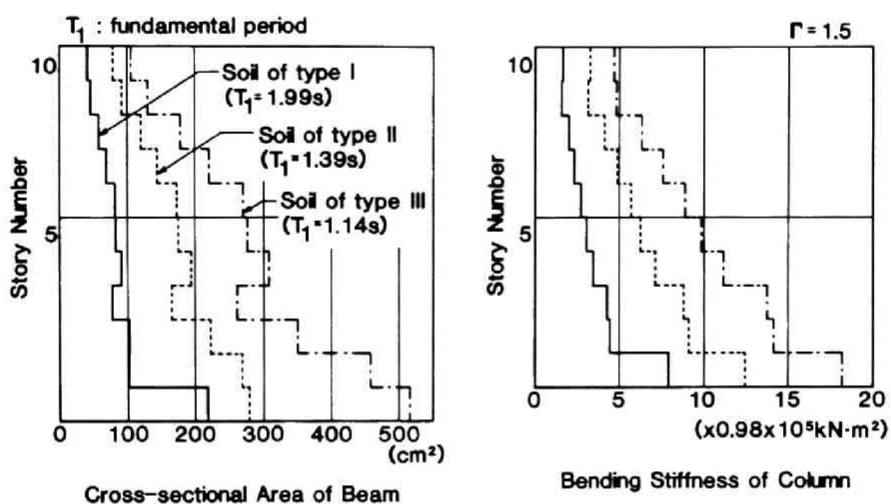 T₁ : fundamental period
Γ = 1.5
10
Soil of type I
(T₁=1.99s)
Soil of type II
(T₁=1.39s)
Soil of type III
(T₁=1.14s)
5
Story Number
0 100 200 300 400 500
(cm²)
Cross-sectional Area of Beam
10
5
Story Number
0 5 10 15 20
(x0.98x10⁵kN·m²)
Bending Stiffness of Column